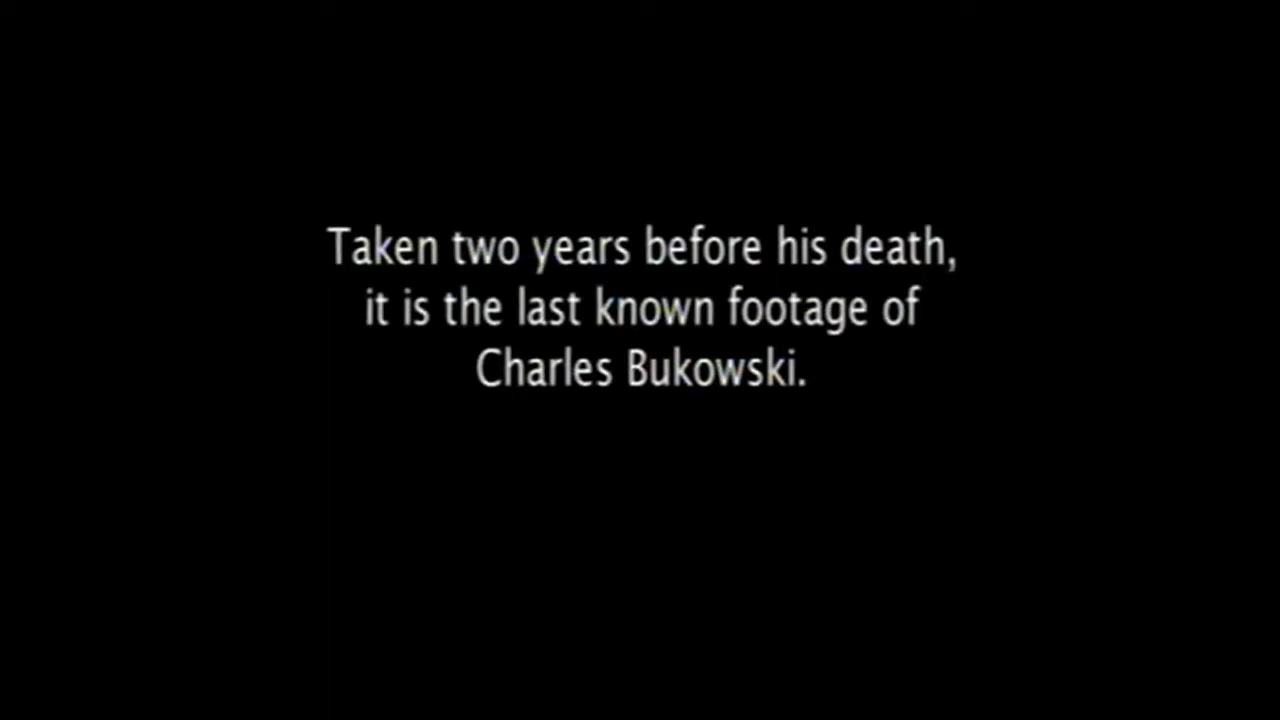 Taken two years before his death,
it is the last known footage of
Charles Bukowski.